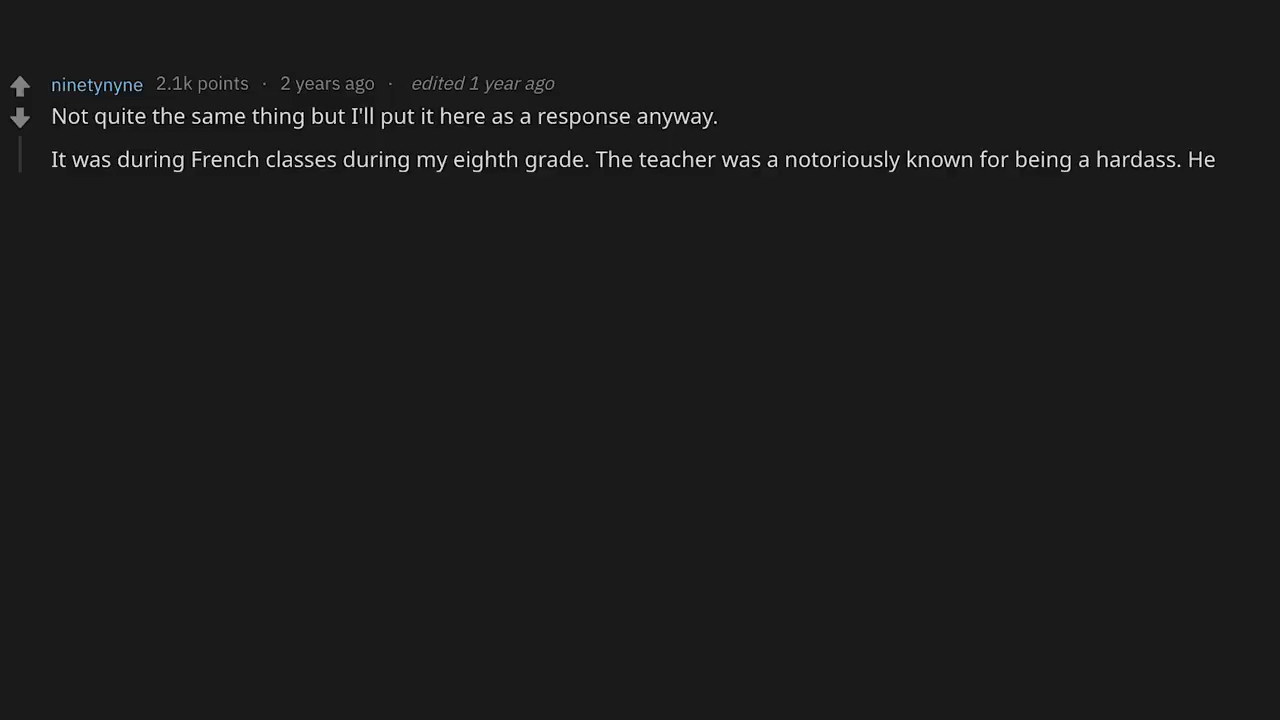 ninetynyne 2.1k points · 2 years ago · edited 1 year ago
Not quite the same thing but I'll put it here as a response anyway.
It was during French classes during my eighth grade. The teacher was a notoriously known for being a hardass. He